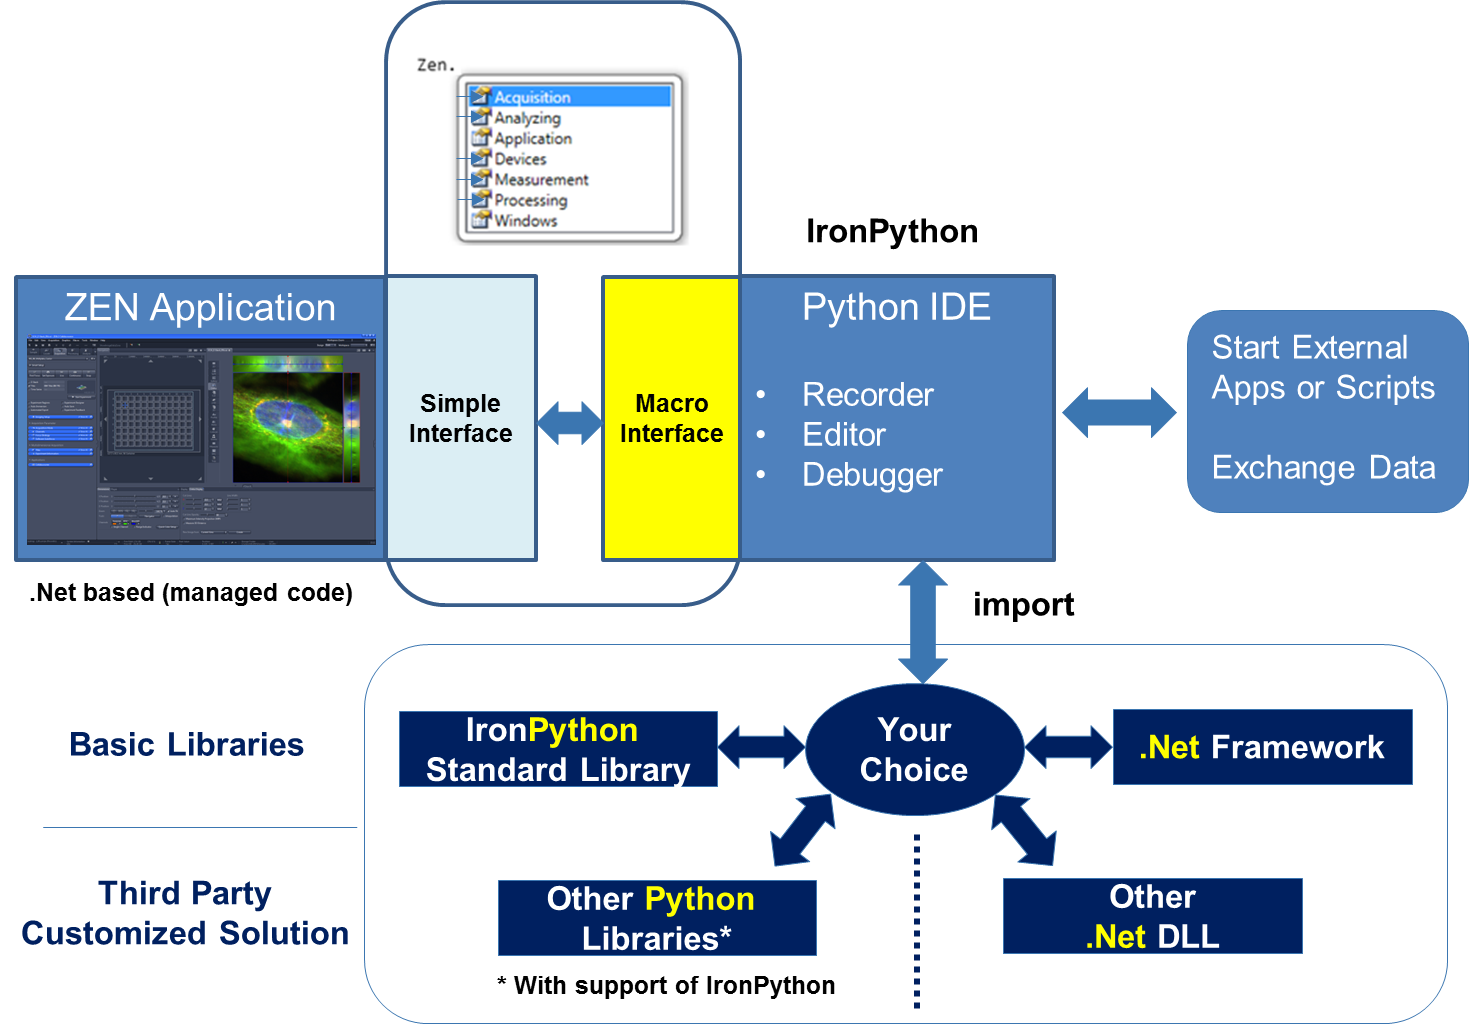 Zen.
Acquisition
Analyzing
Application
Devices
Measurement
Processing
Windows
IronPython
ZEN Application
Simple
Interface
Macro
Interface
Python IDE
• Recorder
• Editor
• Debugger
Start External
Apps or Scripts
Exchange Data
.Net based (managed code)
import
Basic Libraries
IronPython
Standard Library
Your
Choice
.Net Framework
Third Party
Customized Solution
Other Python
Libraries*
Other
.Net DLL
* With support of IronPython